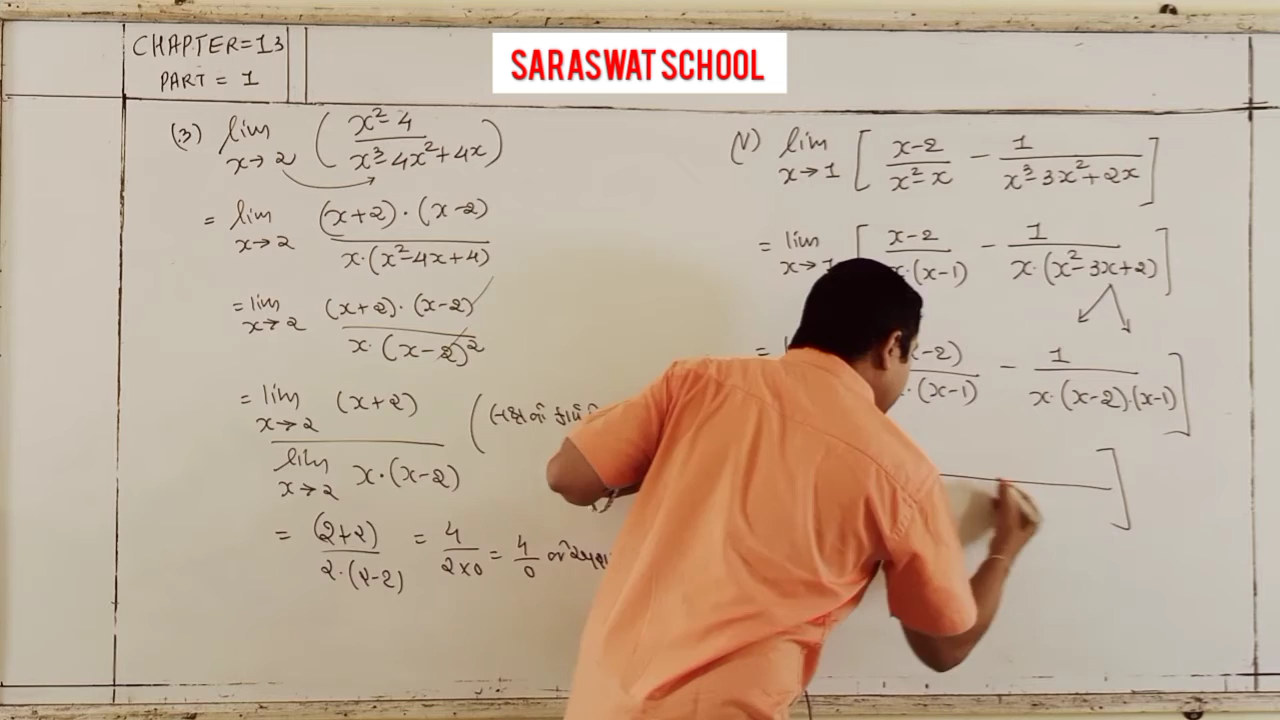 CHAPTER=13
PART = 1
SARASWAT SCHOOL
(3) lim x→2 ( x²-4 / x³-4x²+4x )
= lim x→2 (x+2)·(x-2) / x·(x²-4x+4)
= lim x→2 (x+2)·(x-2) / x·(x-2)²
= lim x→2 (x+2) / lim x→2 x·(x-2)
= (2+2) / 2·(2-2) = 4 / 2×0 = 4/0
(V) lim x→1 [ x-2 / x²-x - 1 / x³-3x²+2x ]
= lim x→1 [ x-2 / x·(x-1) - 1 / x·(x²-3x+2) ]
= -2) / ·(x-1) - 1 / x·(x-2)·(x-1) ]
]